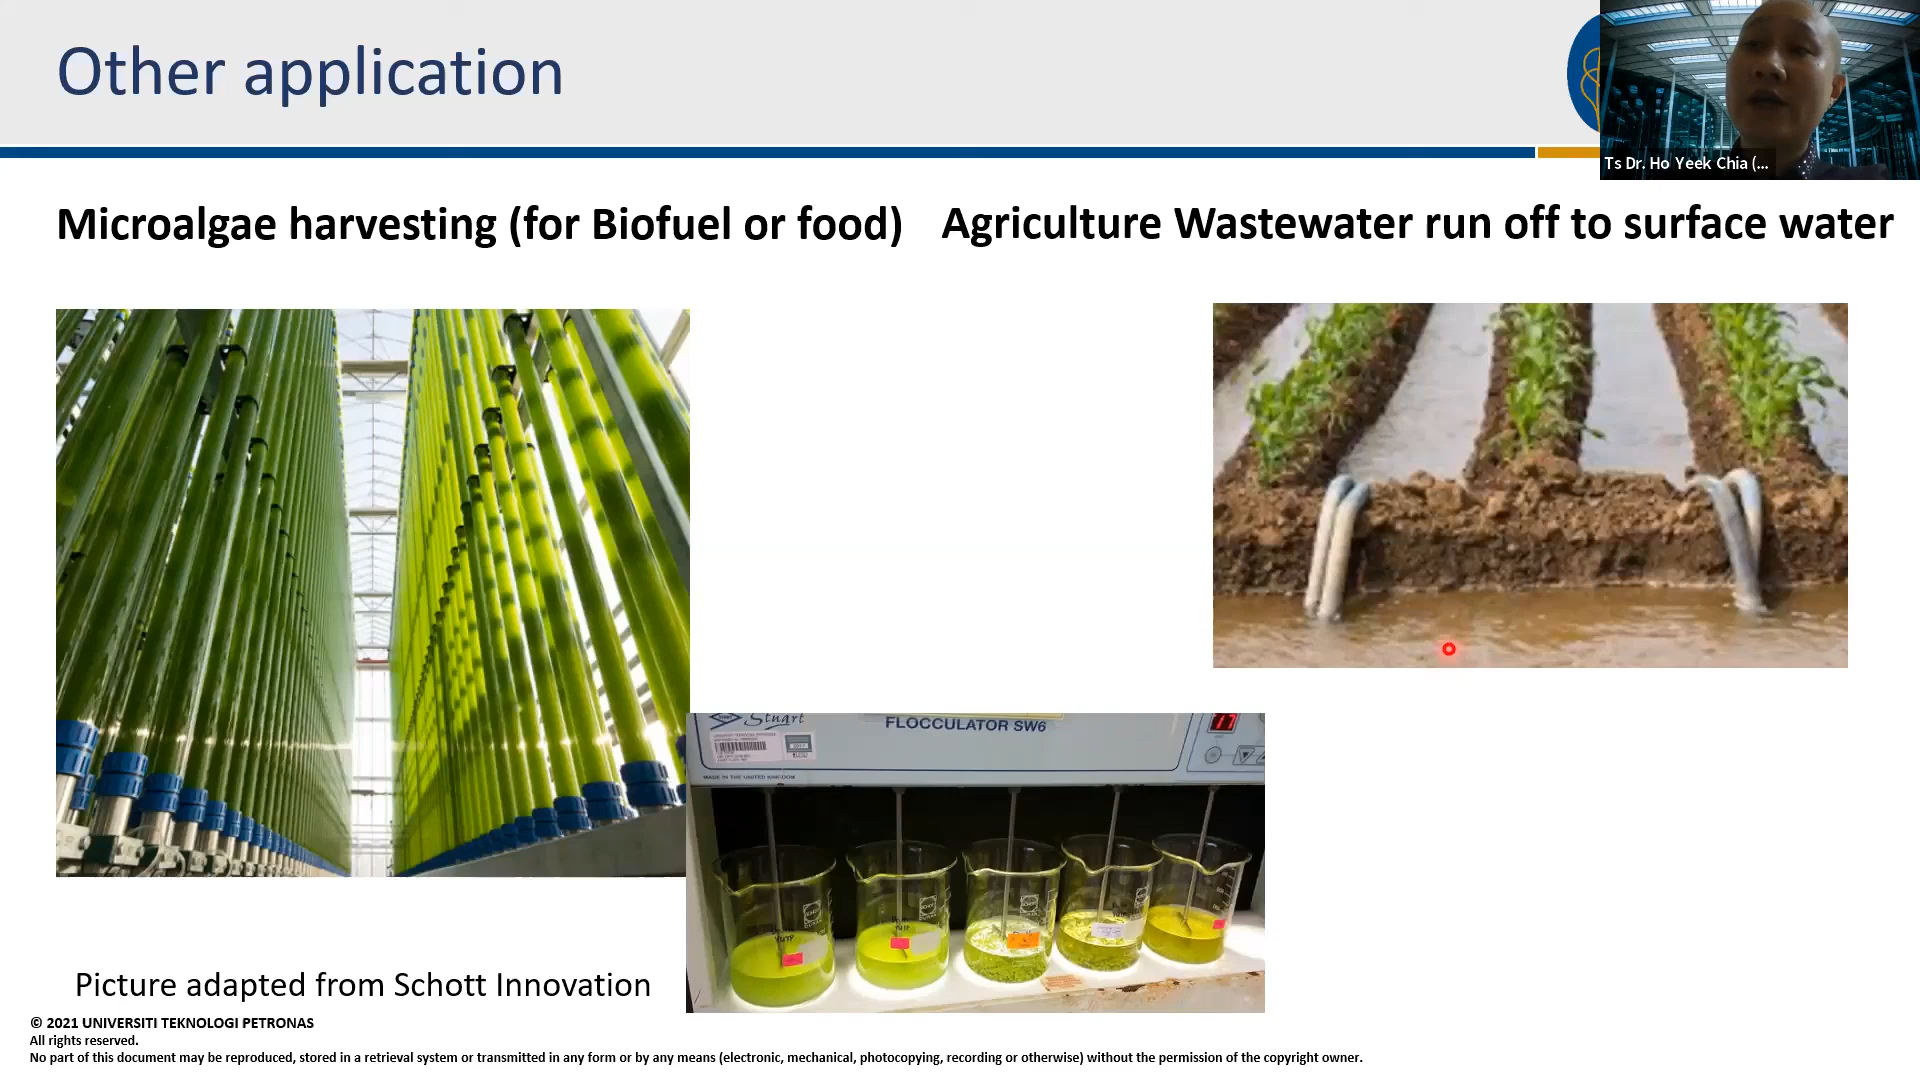 Other application
Ts Dr. Ho Yeek Chia (...
Microalgae harvesting (for Biofuel or food)
Agriculture Wastewater run off to surface water
Stuart
FLOCCULATOR SW6
17
MADE IN THE UNITED KINGDOM
SCHOTT
DURAN
Picture adapted from Schott Innovation
© 2021 UNIVERSITI TEKNOLOGI PETRONAS
All rights reserved.
No part of this document may be reproduced, stored in a retrieval system or transmitted in any form or by any means (electronic, mechanical, photocopying, recording or otherwise) without the permission of the copyright owner.